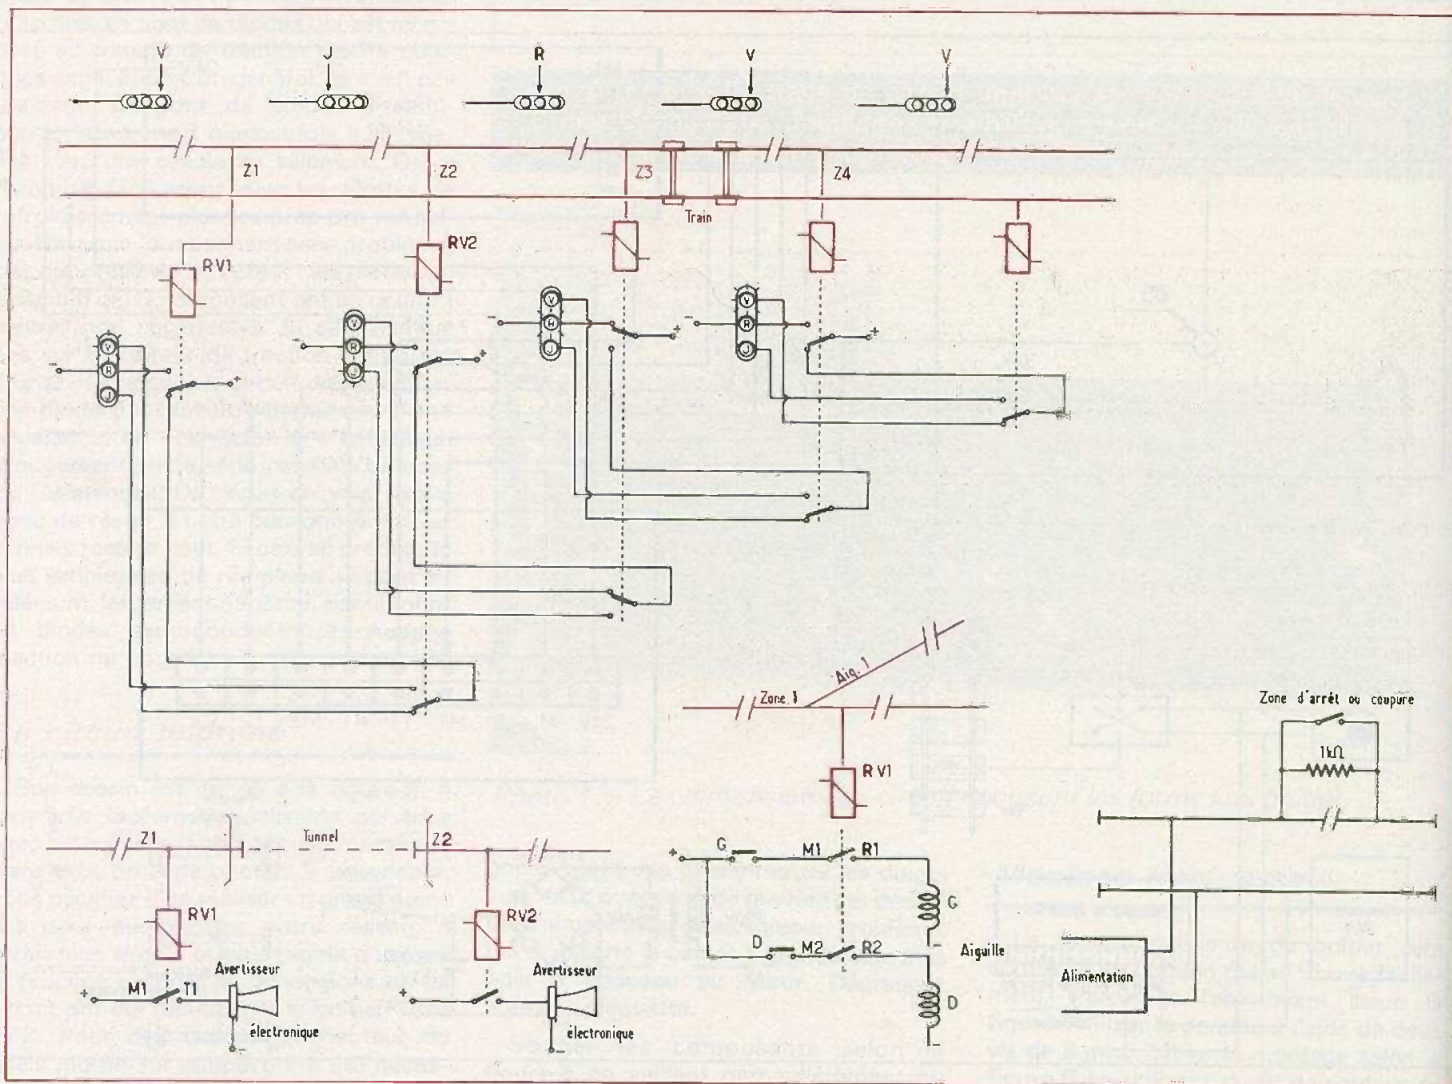 V J R V V
Z1 Z2 Z3 Z4
Train
RV1 RV2
V
R
J
V
R
J
V
R
J
V
R
J
- +
- +
- +
- +
Aig. 1
Zone 1
RV1
+ G M1 R1
G
D M2 R2
Aiguille
D
Zone d'arrêt ou coupure
1kΩ
Alimentation
Z1 Tunnel Z2
RV1 RV2
Avertisseur
électronique
+ M1 T1
Avertisseur
électronique
+